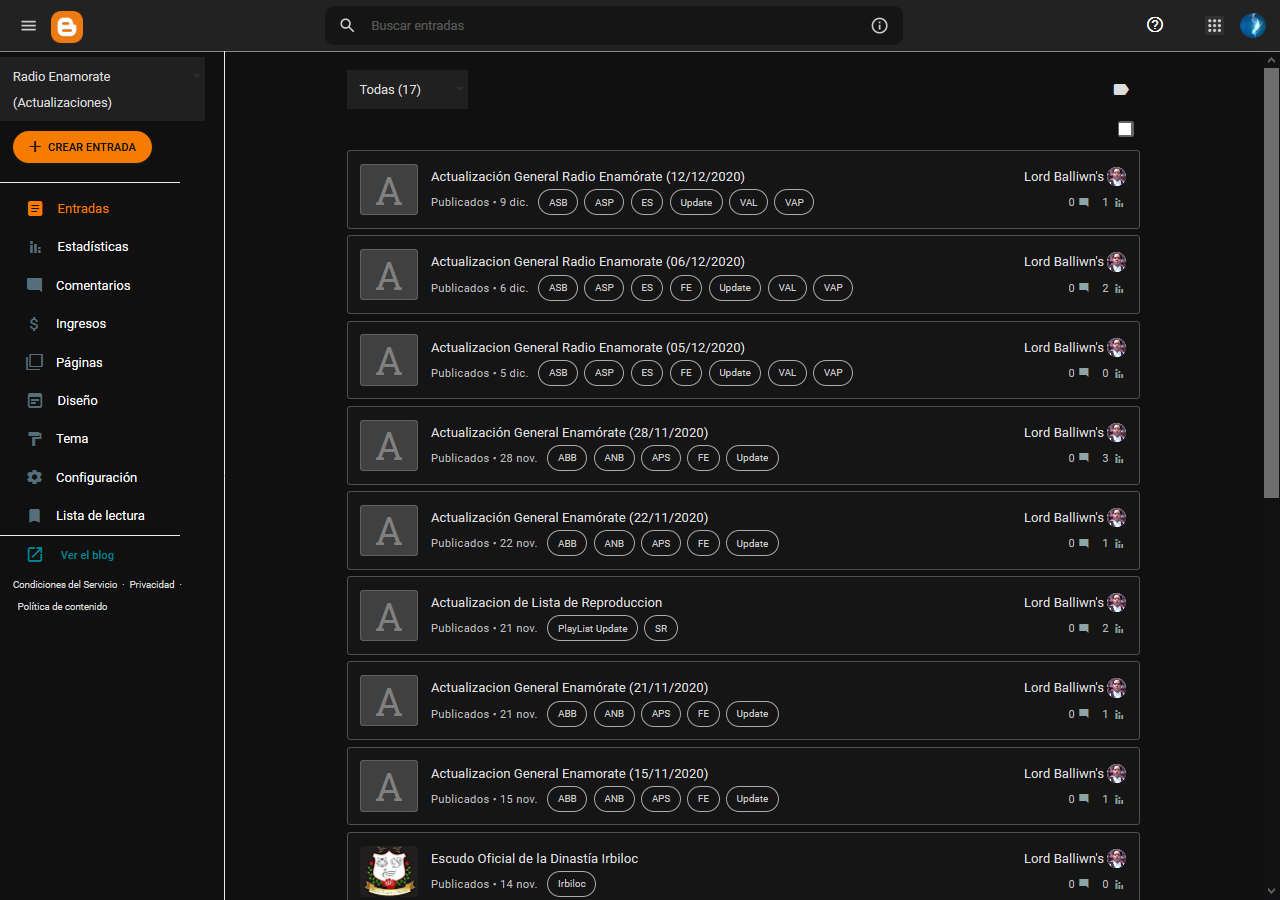 Buscar entradas
Radio Enamorate
(Actualizaciones)
CREAR ENTRADA
Entradas
Estadísticas
Comentarios
Ingresos
Páginas
Diseño
Tema
Configuración
Lista de lectura
Ver el blog
Condiciones del Servicio · Privacidad ·
Política de contenido
Todas (17)
A Actualización General Radio Enamórate (12/12/2020) Lord Balliwn's
Publicados • 9 dic. ASB ASP ES Update VAL VAP 0 1
A Actualizacion General Radio Enamorate (06/12/2020) Lord Balliwn's
Publicados • 6 dic. ASB ASP ES FE Update VAL VAP 0 2
A Actualizacion General Radio Enamorate (05/12/2020) Lord Balliwn's
Publicados • 5 dic. ASB ASP ES FE Update VAL VAP 0 0
A Actualización General Enamórate (28/11/2020) Lord Balliwn's
Publicados • 28 nov. ABB ANB APS FE Update 0 3
A Actualización General Enamórate (22/11/2020) Lord Balliwn's
Publicados • 22 nov. ABB ANB APS FE Update 0 1
A Actualizacion de Lista de Reproduccion Lord Balliwn's
Publicados • 21 nov. PlayList Update SR 0 2
A Actualizacion General Enamórate (21/11/2020) Lord Balliwn's
Publicados • 21 nov. ABB ANB APS FE Update 0 1
A Actualizacion General Enamorate (15/11/2020) Lord Balliwn's
Publicados • 15 nov. ABB ANB APS FE Update 0 1
Escudo Oficial de la Dinastía Irbiloc Lord Balliwn's
Publicados • 14 nov. Irbiloc 0 0